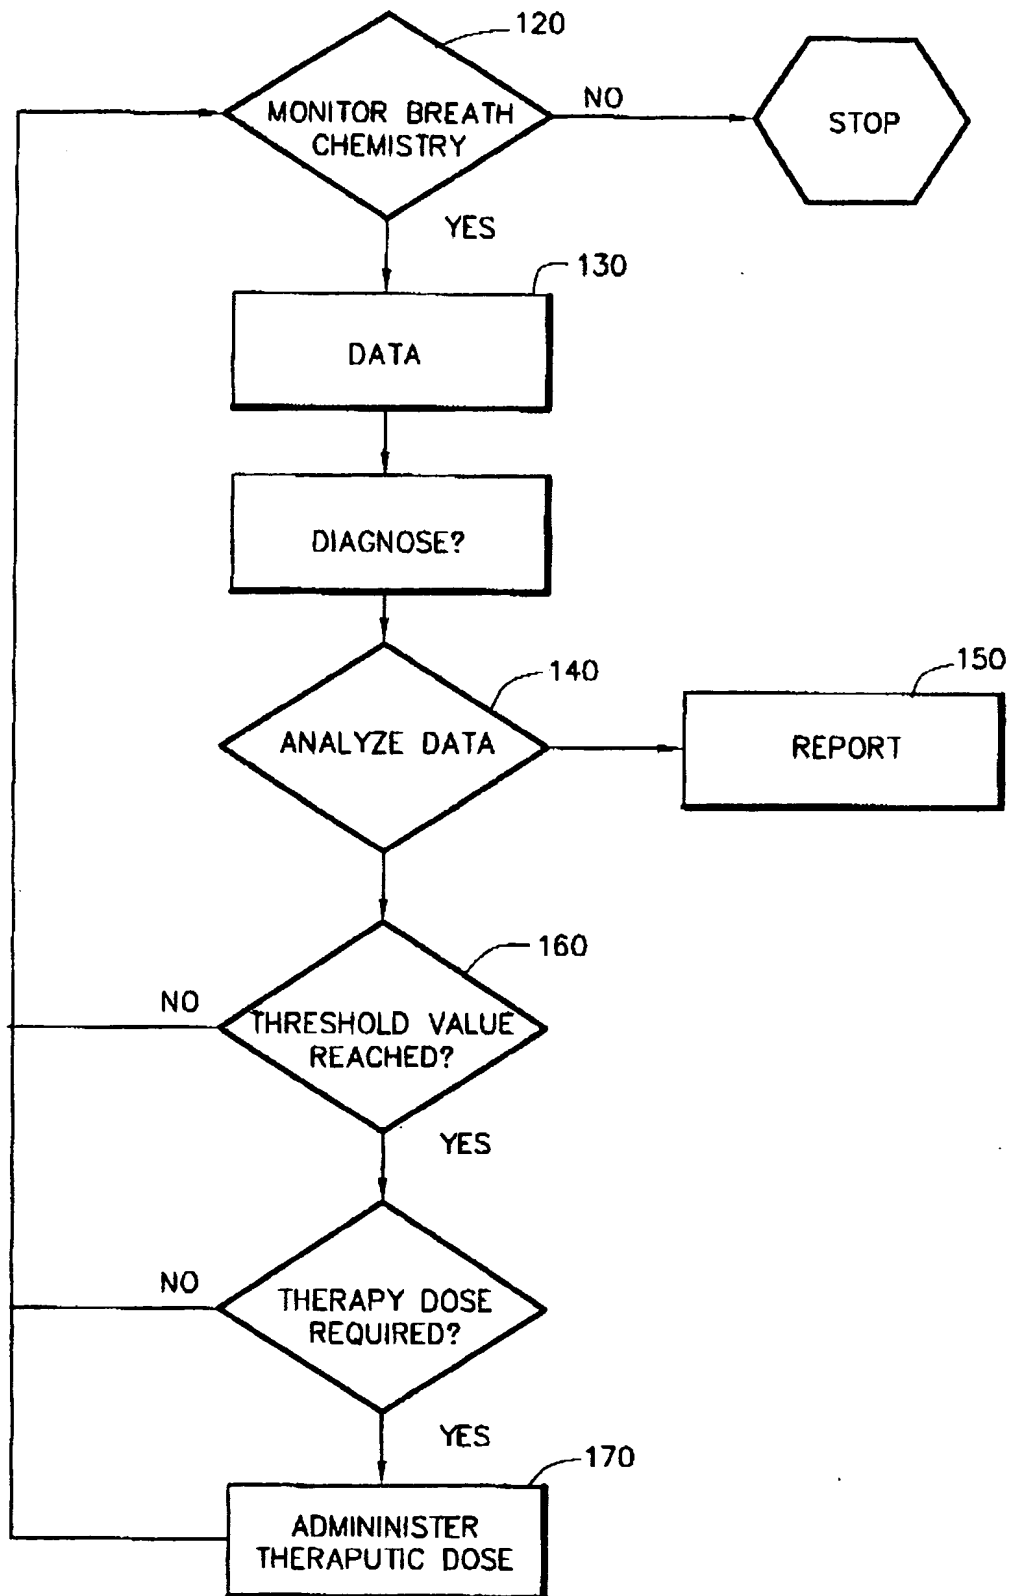 120
MONITOR BREATH
CHEMISTRY
NO
STOP
YES
130
DATA
DIAGNOSE?
140
ANALYZE DATA
150
REPORT
160
NO
THRESHOLD VALUE
REACHED?
YES
NO
THERAPY DOSE
REQUIRED?
YES
170
ADMININISTER
THERAPUTIC DOSE